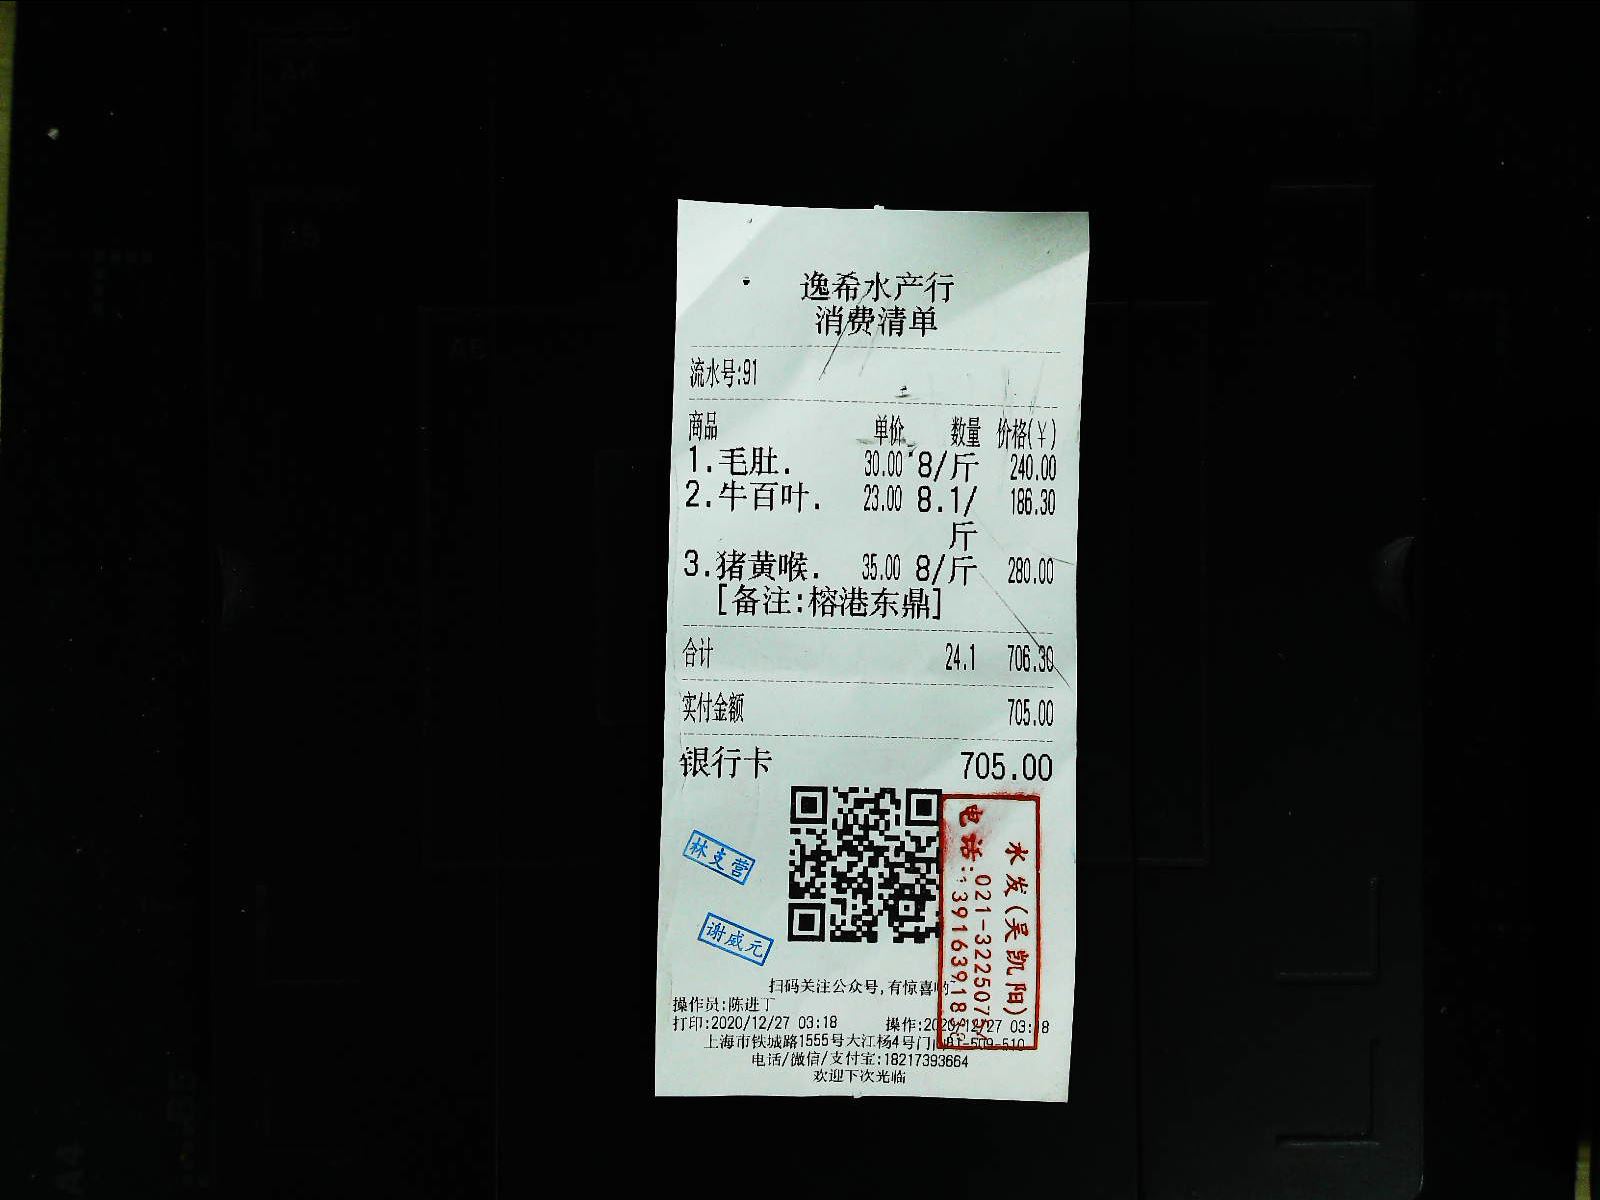 逸希水产行
消费清单
流水号:91
商品 单价 数量 价格(¥)
1.毛肚. 30.00 8/斤 240.00
2.牛百叶. 23.00 8.1/斤 186.30
3.猪黄喉. 35.00 8/斤 280.00
[备注:榕港东鼎]
合计 24.1 706.30
实付金额 705.00
银行卡 705.00
林支营
谢威元
水发(吴凯阳)
电话:021-3225075
扫码关注公众号,有惊喜哟
操作员:陈进丁
打印:2020/12/27 03:18 操作:2020/12/27 03:18
上海市铁城路1555号大江杨4号门B1-509-510
电话/微信/支付宝:18217393664
欢迎下次光临